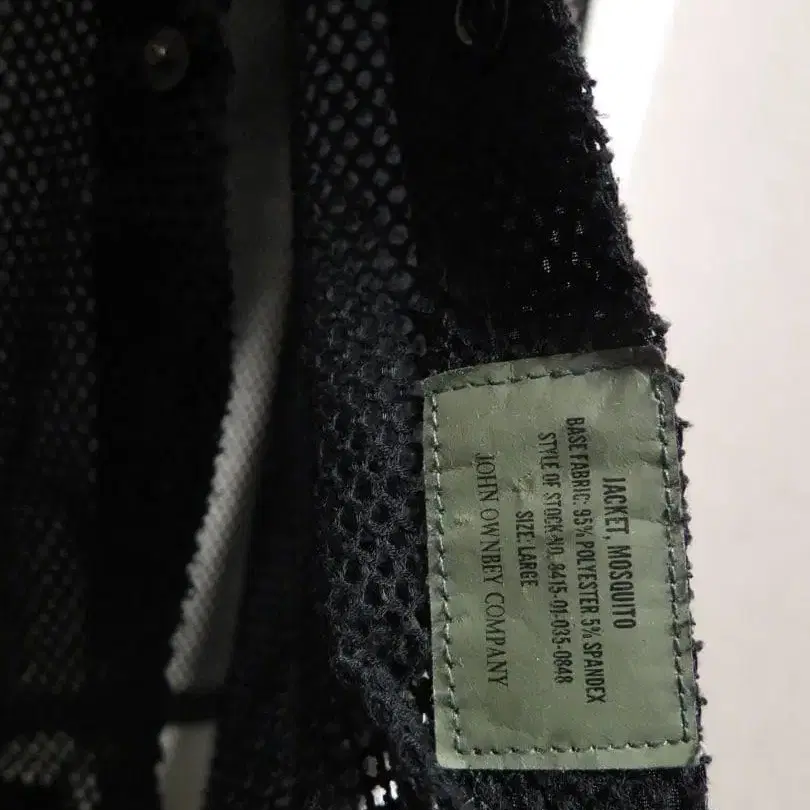 JACKET, MOSQUITO
BASE FABRIC: 95% POLYESTER 5% SPANDEX
STYLE OF STOCK NO. 8415-01-035-0848
SIZE: LARGE
JOHN OWNBEY COMPANY